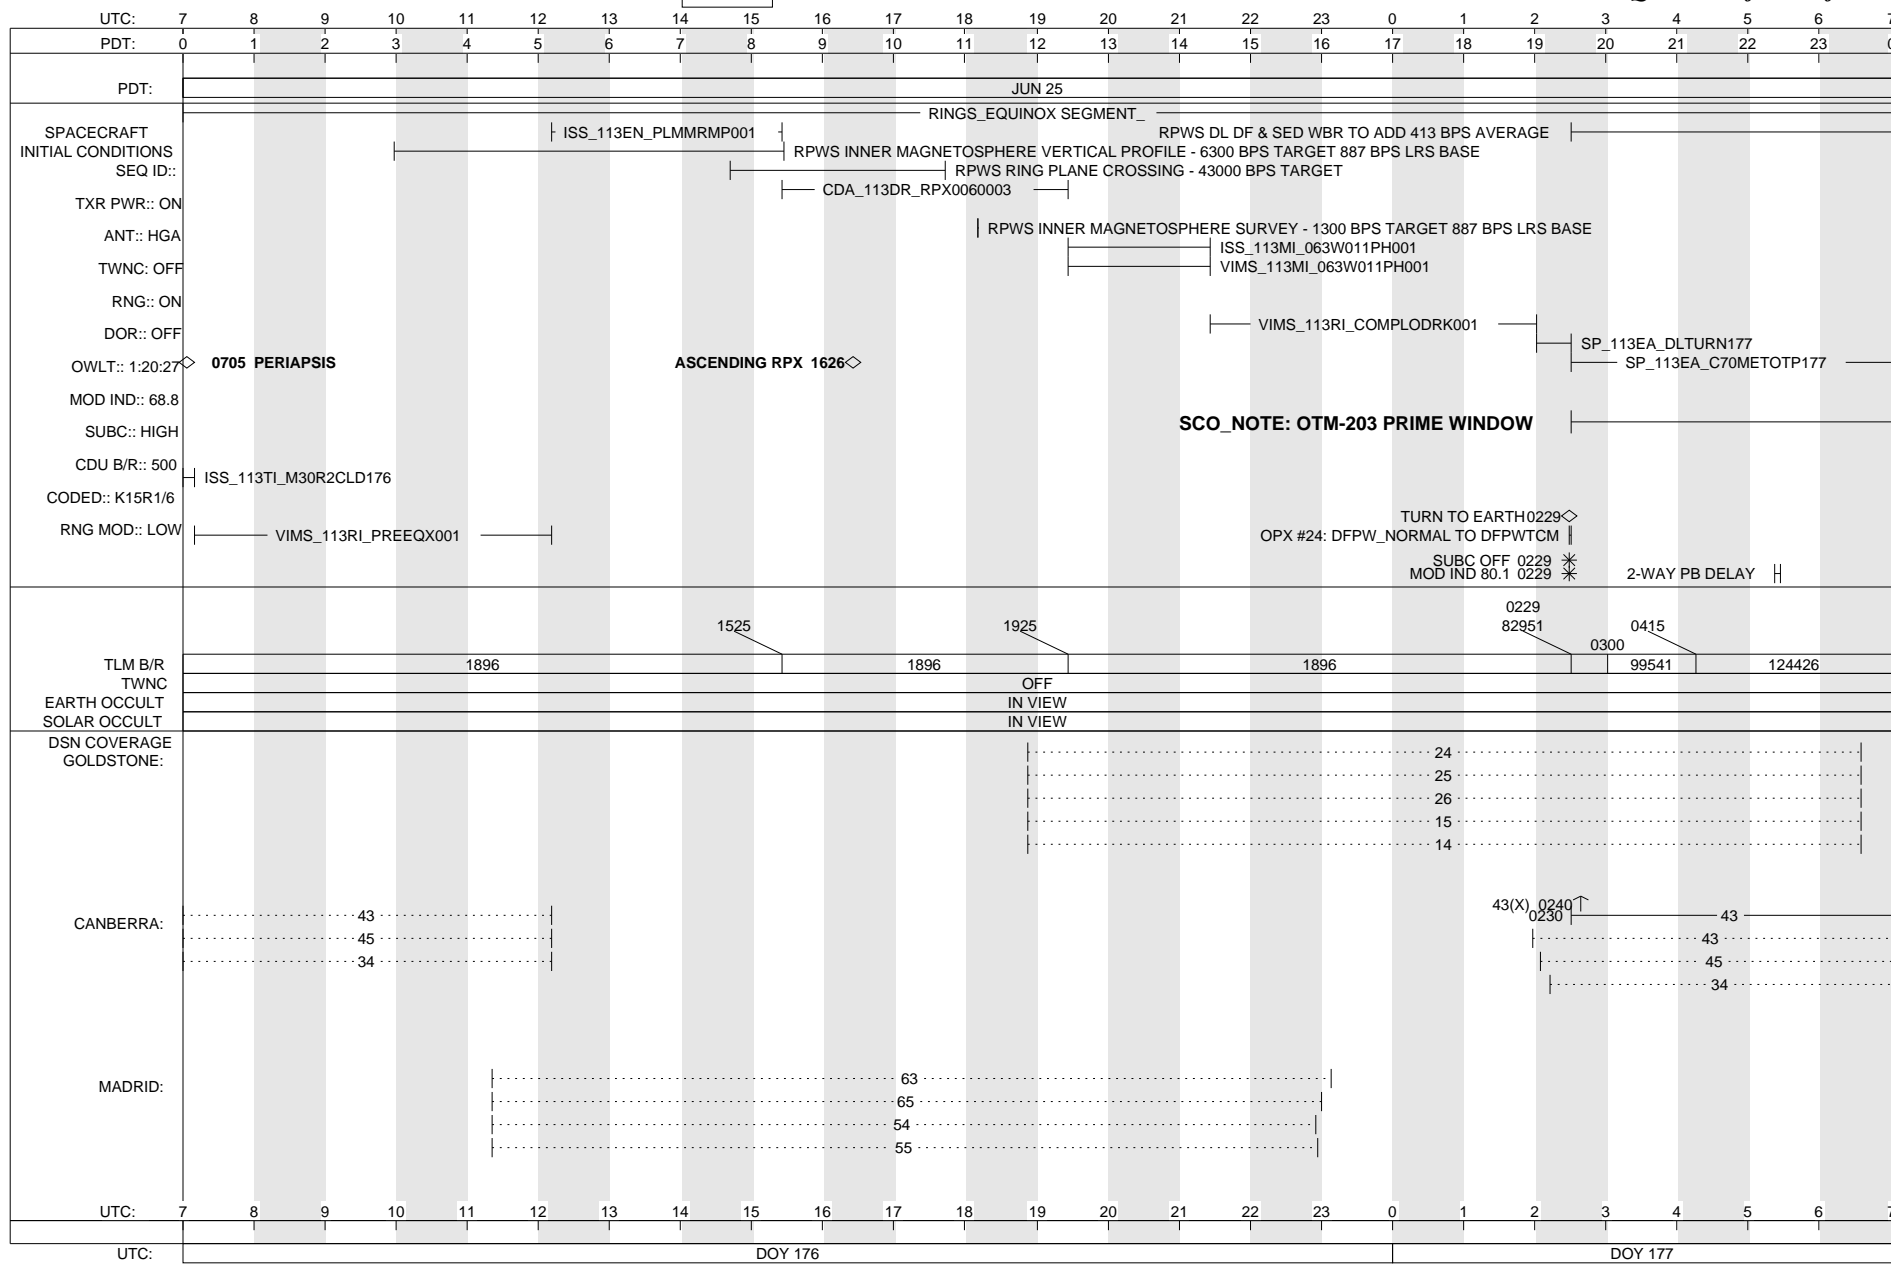 UTC: 7 8 9 10 11 12 13 14 15 16 17 18 19 20 21 22 23 0 1 2 3 4 5 6 7
PDT: 0 1 2 3 4 5 6 7 8 9 10 11 12 13 14 15 16 17 18 19 20 21 22 23
PDT: JUN 25
RINGS_EQUINOX SEGMENT_
SPACECRAFT ISS_113EN_PLMMRMP001 RPWS DL DF & SED WBR TO ADD 413 BPS AVERAGE
INITIAL CONDITIONS RPWS INNER MAGNETOSPHERE VERTICAL PROFILE - 6300 BPS TARGET 887 BPS LRS BASE
SEQ ID:: RPWS RING PLANE CROSSING - 43000 BPS TARGET
CDA_113DR_RPX0060003
TXR PWR:: ON
ANT:: HGA RPWS INNER MAGNETOSPHERE SURVEY - 1300 BPS TARGET 887 BPS LRS BASE
ISS_113MI_063W011PH001
TWNC: OFF VIMS_113MI_063W011PH001
RNG:: ON
VIMS_113RI_COMPLODRK001
DOR:: OFF
SP_113EA_DLTURN177
OWLT:: 1:20:27 0705 PERIAPSIS ASCENDING RPX 1626 SP_113EA_C70METOTP177
MOD IND:: 68.8
SUBC:: HIGH SCO_NOTE: OTM-203 PRIME WINDOW
CDU B/R:: 500
ISS_113TI_M30R2CLD176
CODED:: K15R1/6
TURN TO EARTH 0229
RNG MOD:: LOW VIMS_113RI_PREEQX001 OPX #24: DFPW_NORMAL TO DFPWTCM
SUBC OFF 0229
MOD IND 80.1 0229 2-WAY PB DELAY
0229
1525 1925 82951 0415
0300
TLM B/R 1896 1896 1896 99541 124426
TWNC OFF
EARTH OCCULT IN VIEW
SOLAR OCCULT IN VIEW
DSN COVERAGE
GOLDSTONE: 24
25
26
15
14
43(X) 0240
CANBERRA: 43 0230 43
45 43
34 45
34
MADRID: 63
65
54
55
UTC: 7 8 9 10 11 12 13 14 15 16 17 18 19 20 21 22 23 0 1 2 3 4 5 6 7
UTC: DOY 176 DOY 177